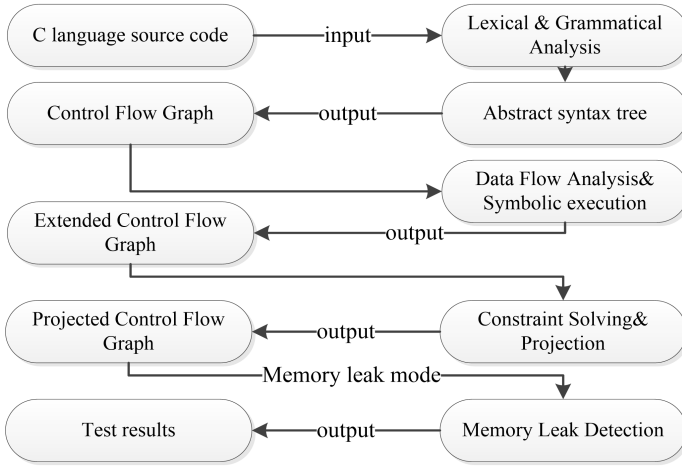 C language source code
input
Lexical & Grammatical
Analysis
Control Flow Graph
output
Abstract syntax tree
Data Flow Analysis&
Symbolic execution
Extended Control Flow
Graph
output
Projected Control Flow
Graph
output
Constraint Solving&
Projection
Memory leak mode
Test results
output
Memory Leak Detection